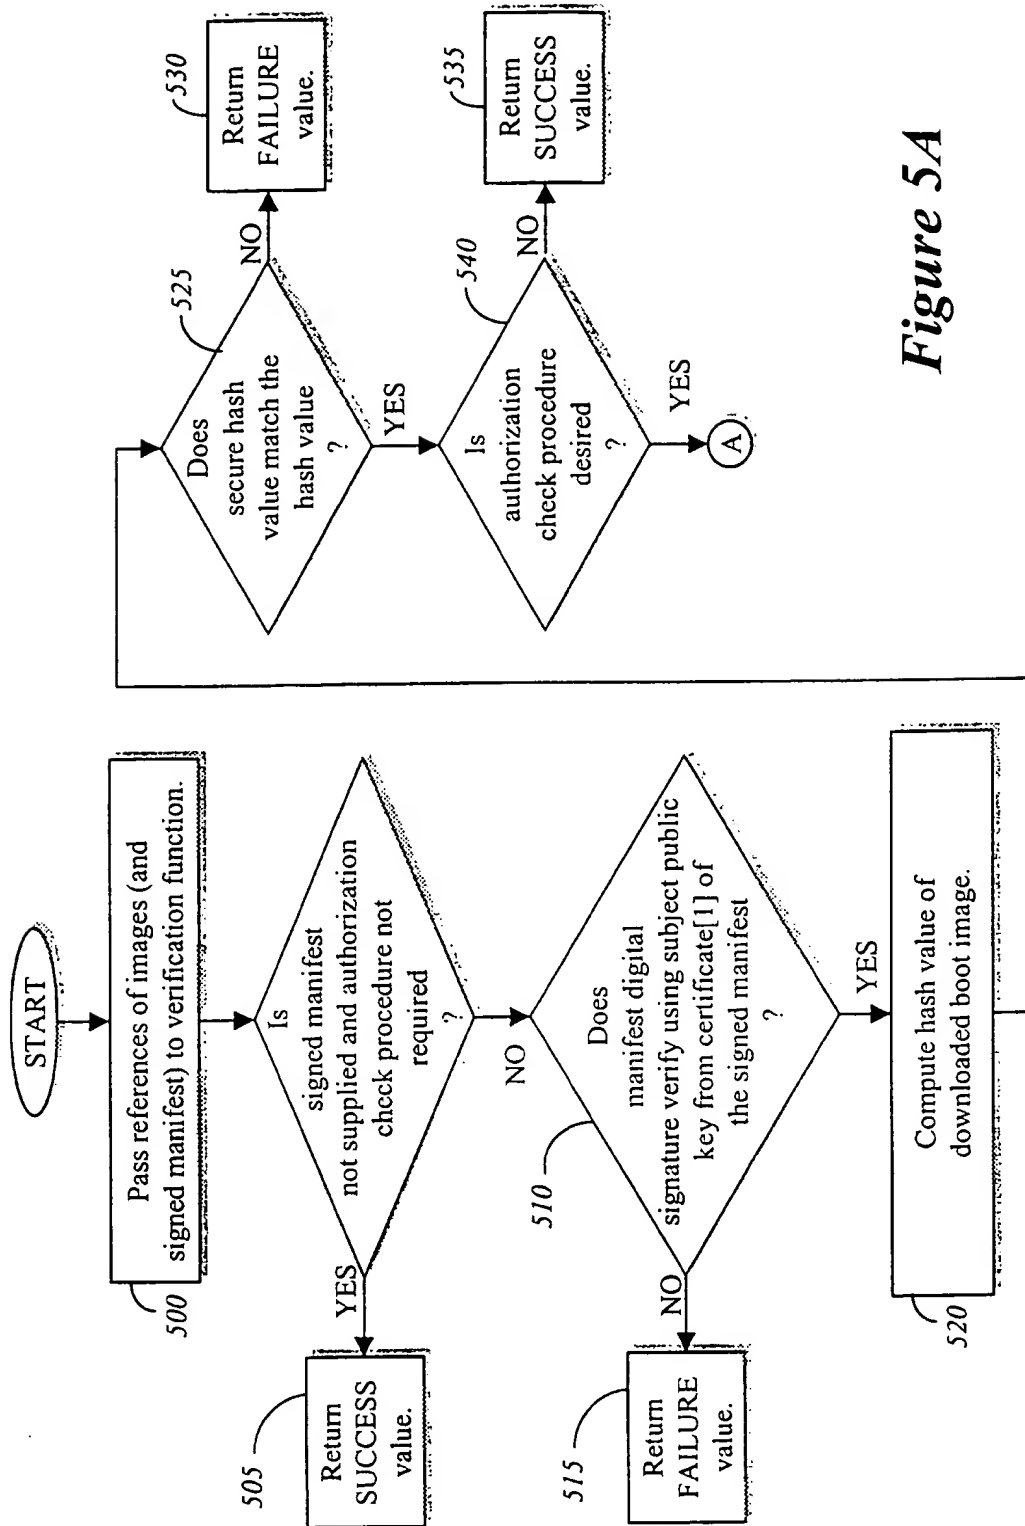 START
Pass references of images (and
signed manifest) to verification function.
500
Is
signed manifest
not supplied and authorization
check procedure not
required
?
YES
Return
SUCCESS
value.
505
NO
Does
manifest digital
signature verify using subject public
key from certificate[1] of
the signed manifest
?
510
NO
Return
FAILURE
value.
515
YES
Compute hash value of
downloaded boot image.
520
Does
secure hash
value match the
hash value
?
525
NO
Return
FAILURE
value.
530
YES
Is
authorization
check procedure
desired
?
540
NO
Return
SUCCESS
value.
535
YES
A
Figure 5A